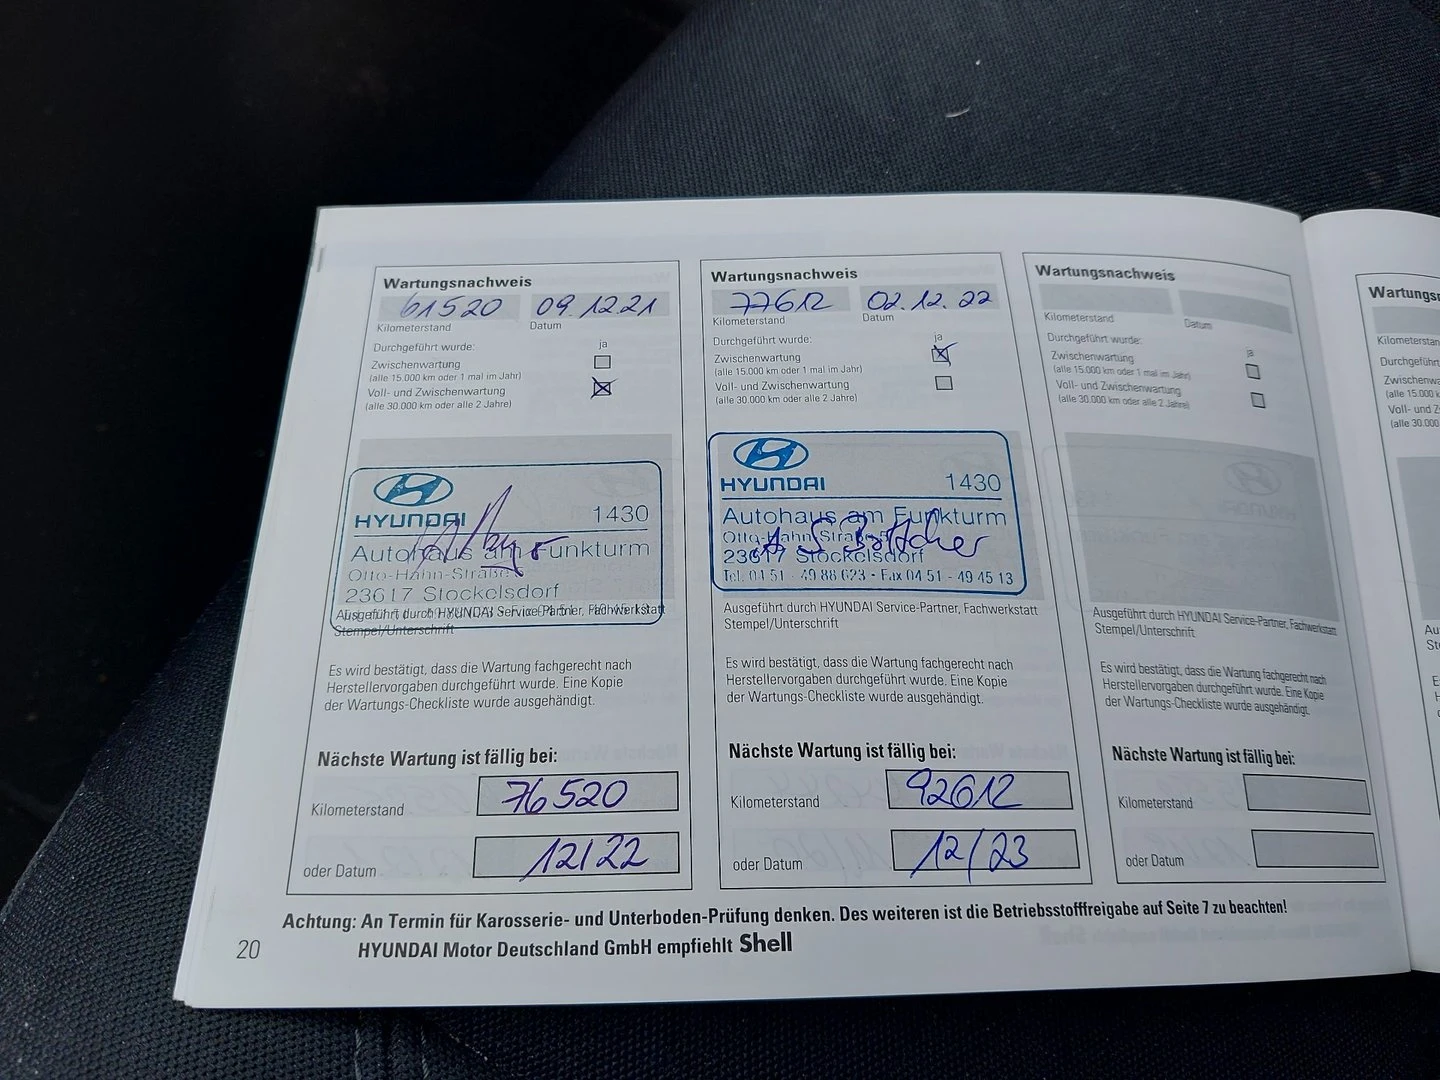 Wartungsnachweis
61520 09.12.21
Kilometerstand Datum
Durchgeführt wurde: ja
Zwischenwartung
(alle 15.000 km oder 1 mal im Jahr)
Voll- und Zwischenwartung
(alle 30.000 km oder alle 2 Jahre)
HYUNDAI 1430
Autohaus am Funkturm
Otto-Hahn-Straße
23617 Stockelsdorf
Ausgeführt durch HYUNDAI Service-Partner, Fachwerkstatt
Stempel/Unterschrift
Es wird bestätigt, dass die Wartung fachgerecht nach
Herstellervorgaben durchgeführt wurde. Eine Kopie
der Wartungs-Checkliste wurde ausgehändigt.
Nächste Wartung ist fällig bei:
Kilometerstand 76520
oder Datum 12/22
Wartungsnachweis
77612 02.12.22
Kilometerstand Datum
Durchgeführt wurde: ja
Zwischenwartung
(alle 15.000 km oder 1 mal im Jahr)
Voll- und Zwischenwartung
(alle 30.000 km oder alle 2 Jahre)
HYUNDAI 1430
Autohaus am Funkturm
Otto-Hahn-Straße
23617 Stockelsdorf
Tel. 04 51 - 49 88 623 - Fax 04 51 - 49 45 13
Ausgeführt durch HYUNDAI Service-Partner, Fachwerkstatt
Stempel/Unterschrift
Es wird bestätigt, dass die Wartung fachgerecht nach
Herstellervorgaben durchgeführt wurde. Eine Kopie
der Wartungs-Checkliste wurde ausgehändigt.
Nächste Wartung ist fällig bei:
Kilometerstand 92612
oder Datum 12/23
Wartungsnachweis
Kilometerstand Datum
Durchgeführt wurde: ja
Zwischenwartung
(alle 15.000 km oder 1 mal im Jahr)
Voll- und Zwischenwartung
(alle 30.000 km oder alle 2 Jahre)
Ausgeführt durch HYUNDAI Service-Partner, Fachwerkstatt
Stempel/Unterschrift
Es wird bestätigt, dass die Wartung fachgerecht nach
Herstellervorgaben durchgeführt wurde. Eine Kopie
der Wartungs-Checkliste wurde ausgehändigt.
Nächste Wartung ist fällig bei:
Kilometerstand
oder Datum
Achtung: An Termin für Karosserie- und Unterboden-Prüfung denken. Des weiteren ist die Betriebsstofffreigabe auf Seite 7 zu beachten!
20 HYUNDAI Motor Deutschland GmbH empfiehlt Shell